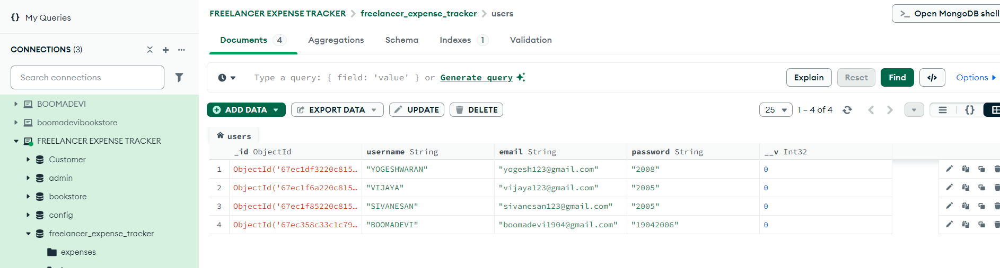 {} My Queries
CONNECTIONS (3)
Search connections
BOOMADEVI
boomadevibookstore
FREELANCER EXPENSE TRACKER
Customer
admin
bookstore
config
freelancer_expense_tracker
expenses
FREELANCER EXPENSE TRACKER > freelancer_expense_tracker > users
>_ Open MongoDB shell
Documents 4 Aggregations Schema Indexes 1 Validation
Type a query: { field: 'value' } or Generate query
Explain Reset Find </> Options
ADD DATA EXPORT DATA UPDATE DELETE
25 1 – 4 of 4 {}
users
_id ObjectId username String email String password String __v Int32
1 ObjectId('67ec1df3220c815… "YOGESHWARAN" "yogesh123@gmail.com" "2008" 0
2 ObjectId('67ec1f6a220c815… "VIJAYA" "vijaya123@gmail.com" "2005" 0
3 ObjectId('67ec1f85220c815… "SIVANESAN" "sivanesan123@gmail.com" "2005" 0
4 ObjectId('67ec358c33c1c79… "BOOMADEVI" "boomadevi1904@gmail.com" "19042006" 0